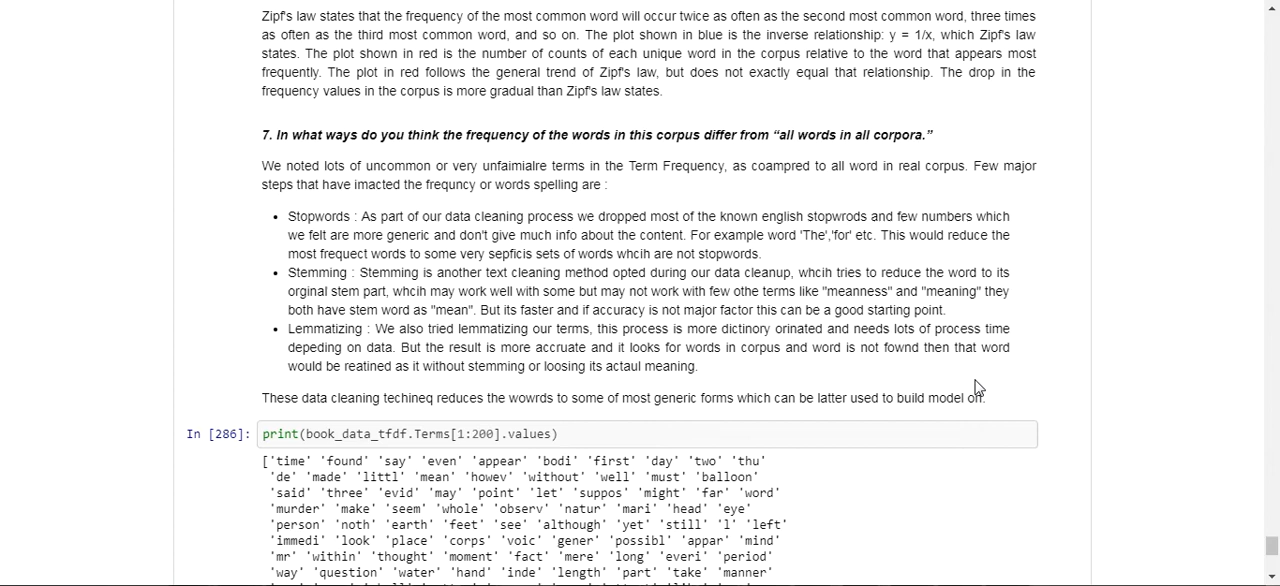 Zipf's law states that the frequency of the most common word will occur twice as often as the second most common word, three times
as often as the third most common word, and so on. The plot shown in blue is the inverse relationship: y = 1/x, which Zipf's law
states. The plot shown in red is the number of counts of each unique word in the corpus relative to the word that appears most
frequently. The plot in red follows the general trend of Zipf's law, but does not exactly equal that relationship. The drop in the
frequency values in the corpus is more gradual than Zipf's law states.
7. In what ways do you think the frequency of the words in this corpus differ from “all words in all corpora.”
We noted lots of uncommon or very unfaimialre terms in the Term Frequency, as coampred to all word in real corpus. Few major
steps that have imacted the frequncy or words spelling are :
• Stopwords : As part of our data cleaning process we dropped most of the known english stopwrods and few numbers which
we felt are more generic and don't give much info about the content. For example word 'The','for' etc. This would reduce the
most frequect words to some very sepficis sets of words whcih are not stopwords.
• Stemming : Stemming is another text cleaning method opted during our data cleanup, whcih tries to reduce the word to its
orginal stem part, whcih may work well with some but may not work with few othe terms like "meanness" and "meaning" they
both have stem word as "mean". But its faster and if accuracy is not major factor this can be a good starting point.
• Lemmatizing : We also tried lemmatizing our terms, this process is more dictinory orinated and needs lots of process time
depeding on data. But the result is more accruate and it looks for words in corpus and word is not fownd then that word
would be reatined as it without stemming or loosing its actaul meaning.
These data cleaning techineq reduces the wowrds to some of most generic forms which can be latter used to build model on.
In [286]: print(book_data_tfdf.Terms[1:200].values)
['time' 'found' 'say' 'even' 'appear' 'bodi' 'first' 'day' 'two' 'thu'
'de' 'made' 'littl' 'mean' 'howev' 'without' 'well' 'must' 'balloon'
'said' 'three' 'evid' 'may' 'point' 'let' 'suppos' 'might' 'far' 'word'
'murder' 'make' 'seem' 'whole' 'observ' 'natur' 'mari' 'head' 'eye'
'person' 'noth' 'earth' 'feet' 'see' 'although' 'yet' 'still' 'l' 'left'
'immedi' 'look' 'place' 'corps' 'voic' 'gener' 'possibl' 'appar' 'mind'
'mr' 'within' 'thought' 'moment' 'fact' 'mere' 'long' 'everi' 'period'
'way' 'question' 'water' 'hand' 'inde' 'length' 'part' 'take' 'manner'